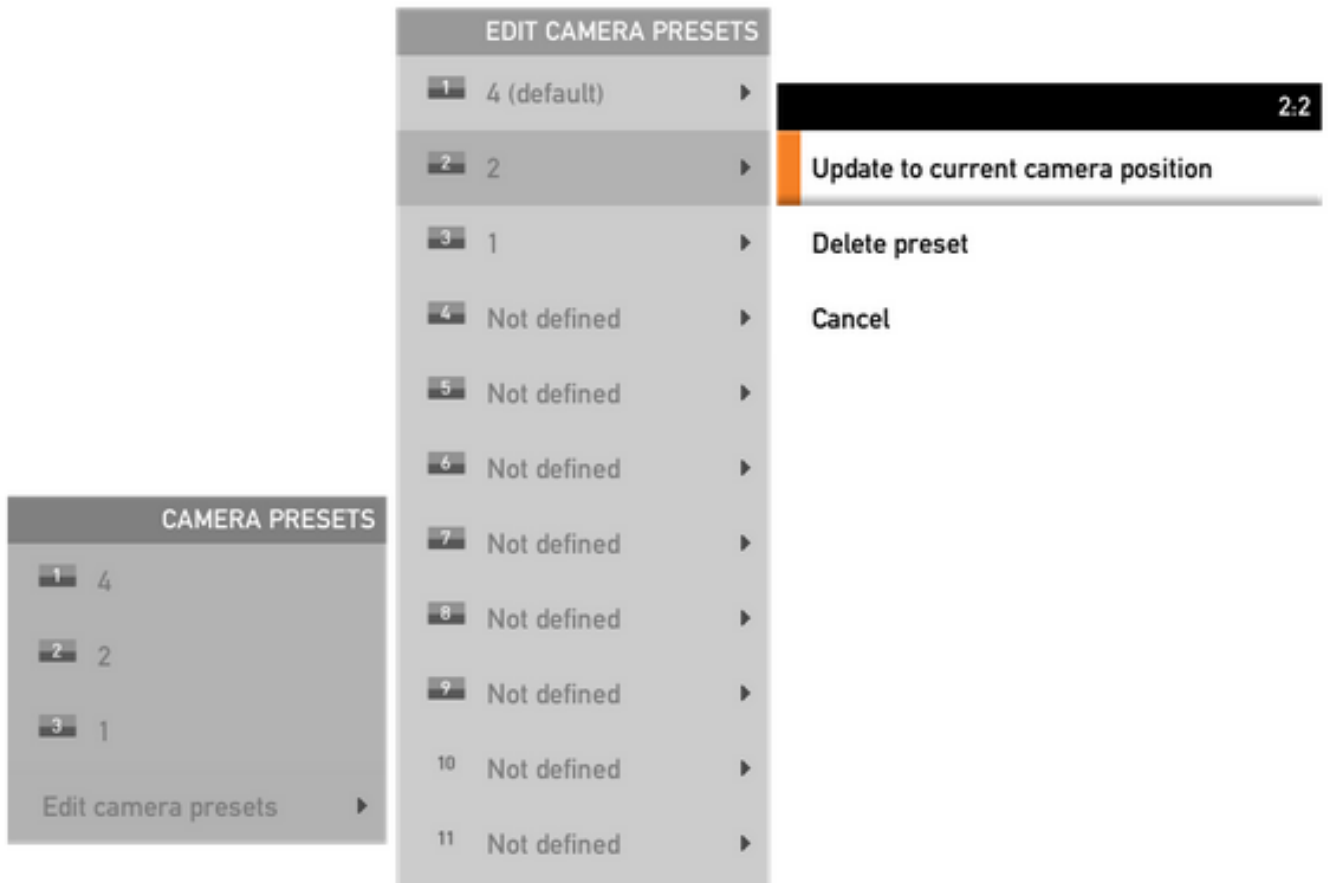 EDIT CAMERA PRESETS
1 4 (default)
2 2
3 1
4 Not defined
5 Not defined
6 Not defined
7 Not defined
8 Not defined
9 Not defined
10 Not defined
11 Not defined
2:2
Update to current camera position
Delete preset
Cancel
CAMERA PRESETS
1 4
2 2
3 1
Edit camera presets